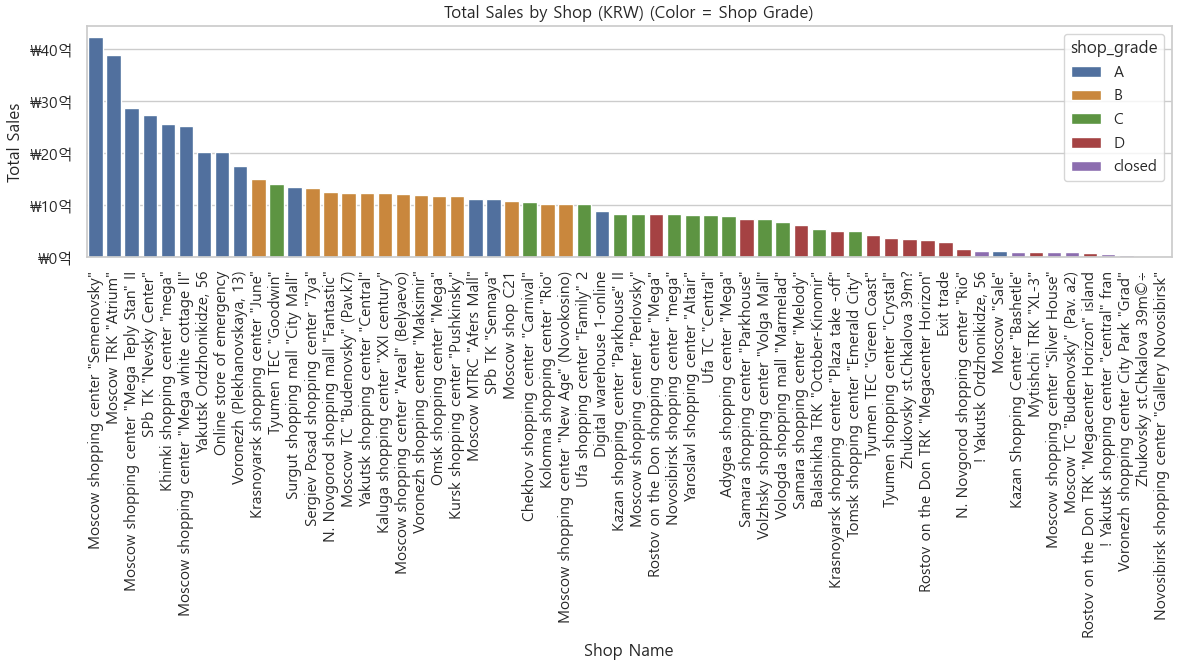 Total Sales by Shop (KRW) (Color = Shop Grade)
Total Sales
₩40억
₩30억
₩20억
₩10억
₩0억
shop_grade
A
B
C
D
closed
Moscow shopping center "Semenovsky"
Moscow TRK "Atrium"
Moscow shopping center "Mega Teply Stan" II
SPb TK "Nevsky Center"
Khimki shopping center "mega"
Moscow shopping center "Mega white cottage II"
Yakutsk Ordzhonikidze, 56
Online store of emergency
Voronezh (Plekhanovskaya, 13)
Krasnoyarsk shopping center "June"
Tyumen TEC "Goodwin"
Surgut shopping mall "City Mall"
Sergiev Posad shopping center "7ya"
N. Novgorod shopping mall "Fantastic"
Moscow TC "Budenovsky" (Pav.k7)
Yakutsk shopping center "Central"
Kaluga shopping center "XXI century"
Moscow shopping center "Areal" (Belyaevo)
Voronezh shopping center "Maksimir"
Omsk shopping center "Mega"
Kursk shopping center "Pushkinsky"
Moscow MTRC "Afers Mall"
SPb TK "Sennaya"
Moscow shop C21
Chekhov shopping center "Carnival"
Kolomna shopping center "Rio"
Moscow shopping center "New Age" (Novokosino)
Ufa shopping center "Family" 2
Digital warehouse 1-online
Kazan shopping center "Parkhouse" II
Moscow shopping center "Perlovsky"
Rostov on the Don shopping center "Mega"
Novosibirsk shopping center "mega"
Yaroslavl shopping center "Altair"
Ufa TC "Central"
Adygea shopping center "Mega"
Samara shopping center "Parkhouse"
Volzhsky shopping center "Volga Mall"
Vologda shopping mall "Marmelad"
Samara shopping center "Melody"
Balashikha TRK "October-Kinomir"
Krasnoyarsk shopping center "Plaza take -off"
Tomsk shopping center "Emerald City"
Tyumen TEC "Green Coast"
Tyumen shopping center "Crystal"
Zhukovsky st.Chkalova 39m?
Rostov on the Don TRK "Megacenter Horizon"
Exit trade
N. Novgorod shopping center "Rio"
! Yakutsk Ordzhonikidze, 56
Moscow "Sale"
Kazan Shopping Center "Bashetle"
Mytishchi TRK "XL-3"
Moscow shopping center "Silver House"
Moscow TC "Budenovsky" (Pav. a2)
Rostov on the Don TRK "Megacenter Horizon" island
! Yakutsk shopping center "central" fran
Voronezh shopping center City Park "Grad"
Zhukovsky st.Chkalova 39m©÷
Novosibirsk shopping center "Gallery Novosibirsk"
Shop Name